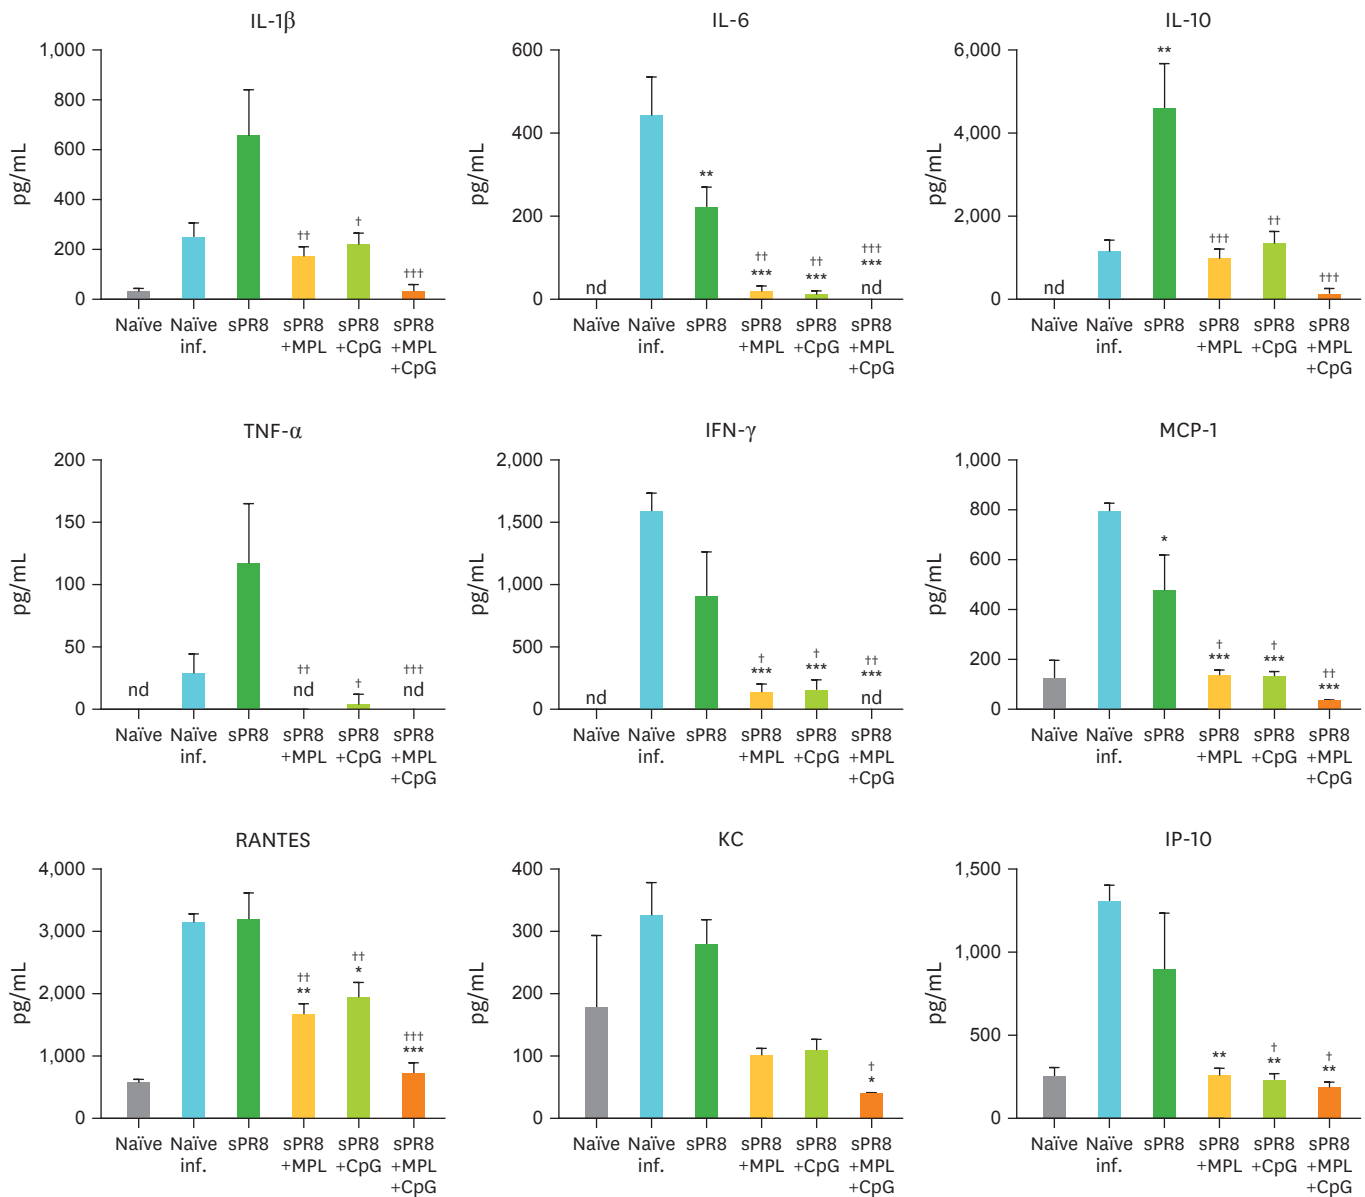 IL-1β
1,000
800
600
400
200
0
pg/mL
††
†
†††
Naïve Naïve sPR8 sPR8 sPR8 sPR8
inf. +MPL +CpG +MPL
+CpG
IL-6
600
400
200
0
pg/mL
nd
**
††
***
††
***
†††
***
nd
Naïve Naïve sPR8 sPR8 sPR8 sPR8
inf. +MPL +CpG +MPL
+CpG
IL-10
6,000
4,000
2,000
0
pg/mL
nd
**
†††
††
†††
Naïve Naïve sPR8 sPR8 sPR8 sPR8
inf. +MPL +CpG +MPL
+CpG
TNF-α
200
150
100
50
0
pg/mL
nd
††
nd
†
†††
nd
Naïve Naïve sPR8 sPR8 sPR8 sPR8
inf. +MPL +CpG +MPL
+CpG
IFN-γ
2,000
1,500
1,000
500
0
pg/mL
nd
†
***
†
***
††
***
nd
Naïve Naïve sPR8 sPR8 sPR8 sPR8
inf. +MPL +CpG +MPL
+CpG
MCP-1
1,000
800
600
400
200
0
pg/mL
*
†
***
†
***
††
***
Naïve Naïve sPR8 sPR8 sPR8 sPR8
inf. +MPL +CpG +MPL
+CpG
RANTES
4,000
3,000
2,000
1,000
0
pg/mL
††
**
††
*
†††
***
Naïve Naïve sPR8 sPR8 sPR8 sPR8
inf. +MPL +CpG +MPL
+CpG
KC
400
300
200
100
0
pg/mL
†
*
Naïve Naïve sPR8 sPR8 sPR8 sPR8
inf. +MPL +CpG +MPL
+CpG
IP-10
1,500
1,000
500
0
pg/mL
**
†
**
†
**
Naïve Naïve sPR8 sPR8 sPR8 sPR8
inf. +MPL +CpG +MPL
+CpG